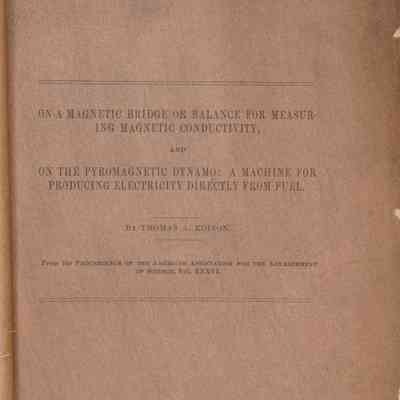 ON A MAGNETIC BRIDGE OR BALANCE FOR MEASUR-
ING MAGNETIC CONDUCTIVITY,
AND
ON THE PYROMAGNETIC DYNAMO: A MACHINE FOR
PRODUCING ELECTRICITY DIRECTLY FROM FUEL.
BY THOMAS A. EDISON.
From the PROCEEDINGS OF THE AMERICAN ASSOCIATION FOR THE ADVANCEMENT
OF SCIENCE, VOL. XXXVI.